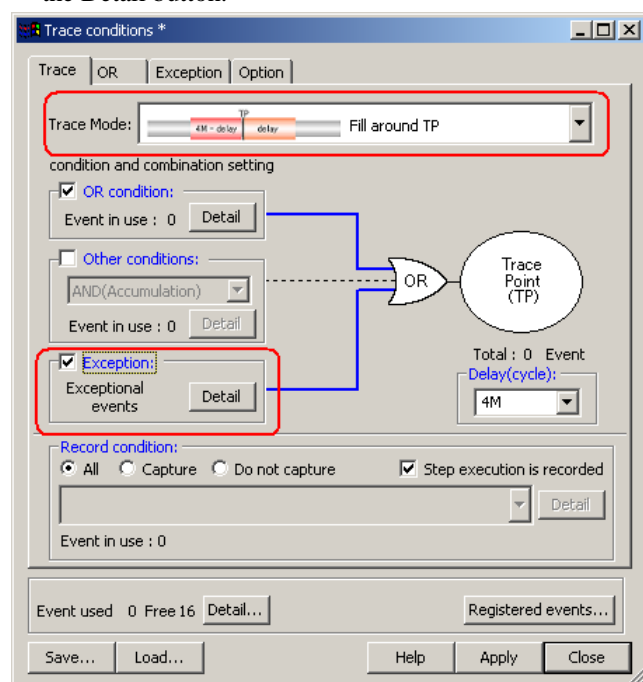 the Detail button.
Trace conditions *
Trace OR Exception Option
Trace Mode: 4M - delay TP delay Fill around TP
condition and combination setting
OR condition:
Event in use : 0 Detail
Other conditions:
AND(Accumulation)
Event in use : 0 Detail
Exception:
Exceptional
events
Detail
OR
Trace
Point
(TP)
Total : 0 Event
Delay(cycle):
4M
Record condition:
All Capture Do not capture Step execution is recorded
Detail
Event in use : 0
Event used 0 Free 16 Detail... Registered events...
Save... Load... Help Apply Close